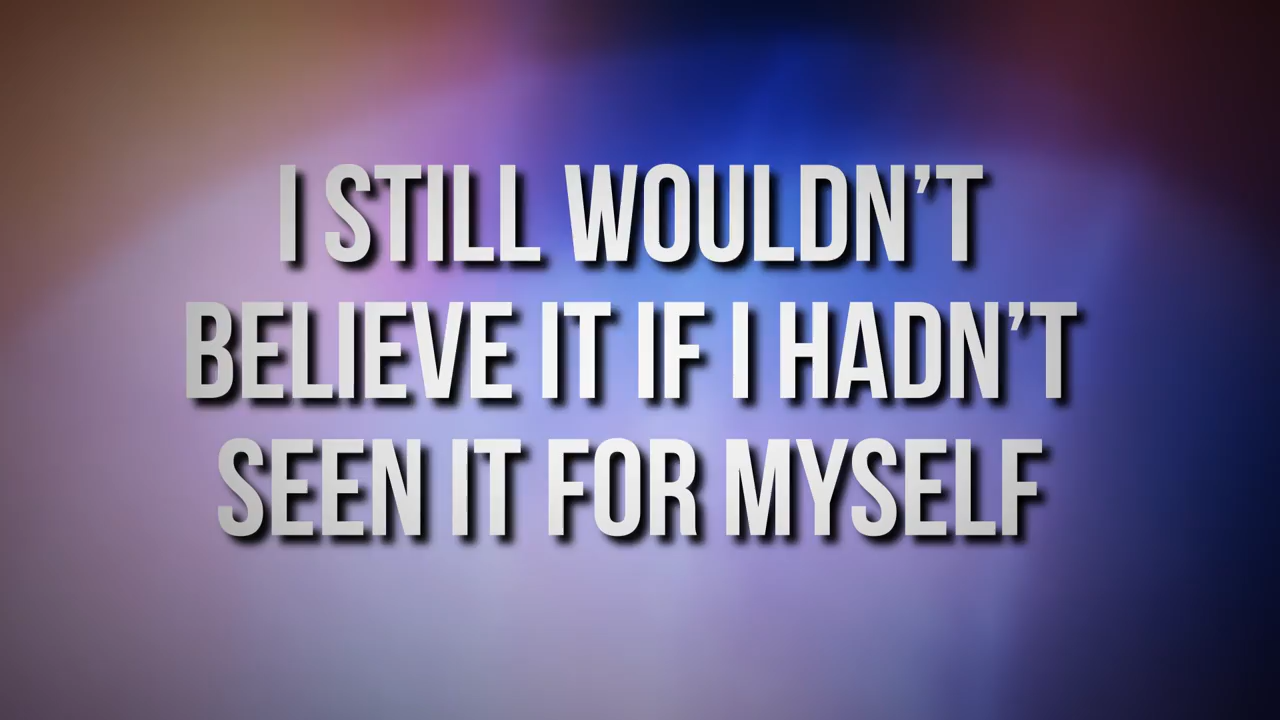 I STILL WOULDN’T
BELIEVE IT IF I HADN’T
SEEN IT FOR MYSELF